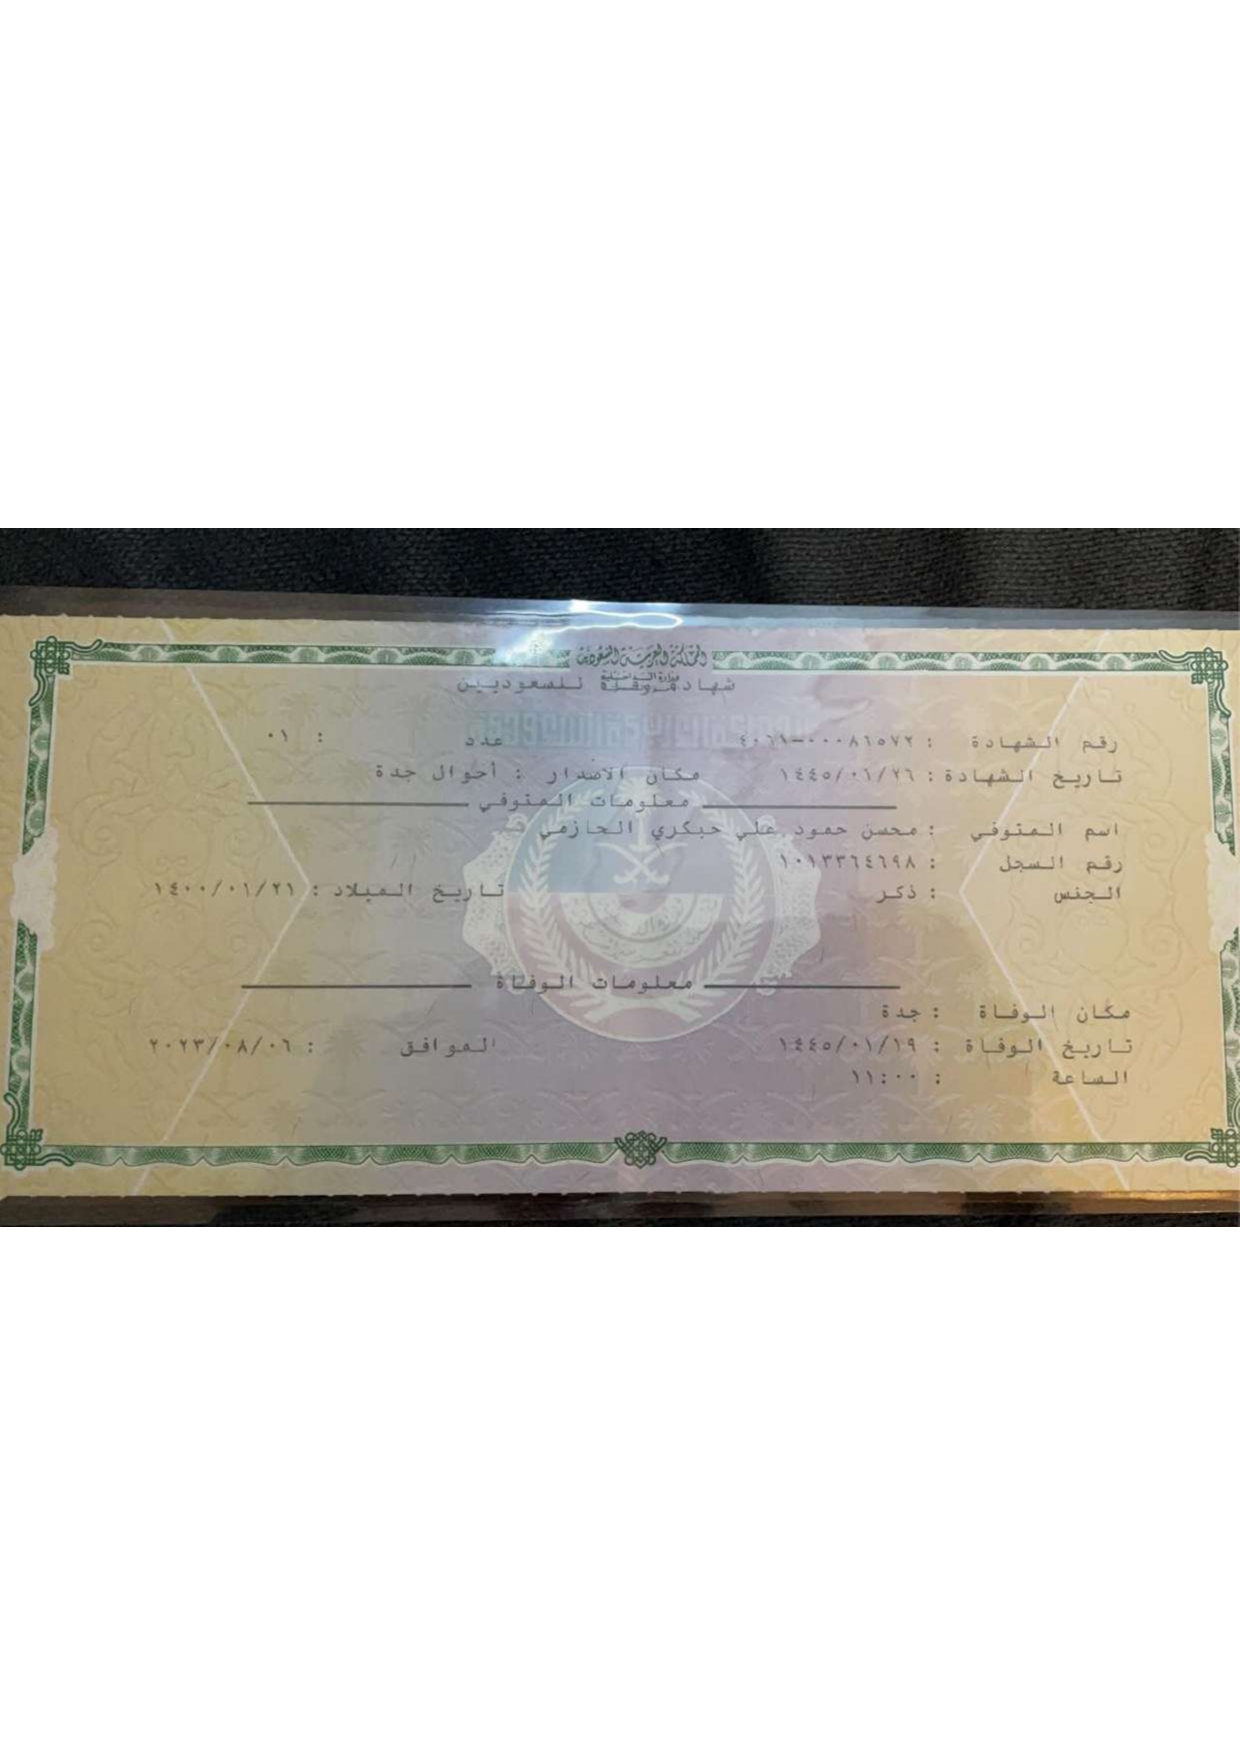 المملكة العربية السعودية
وزارة الداخلية
شهادة وفاة للسعوديين
رقم الشهادة : ٤٠٦٩-٠٠٠٨٦٥٧٢ عدد : ٠١
تاريخ الشهادة : ١٤٤٥/٠١/٢٦ مكان الاصدار : أحوال جدة
معلومات المتوفي
اسم المتوفي : محسن حمود علي حبكري الحازمي
رقم السجل : ١٠١٣٣٦٤٦٩٨
الجنس : ذكر تاريخ الميلاد : ١٤٠٠/٠١/٢١
معلومات الوفاة
مكان الوفاة : جدة
تاريخ الوفاة : ١٤٤٥/٠١/١٩ الموافق : ٢٠٢٣/٠٨/٠٦
الساعة : ١١:٠٠